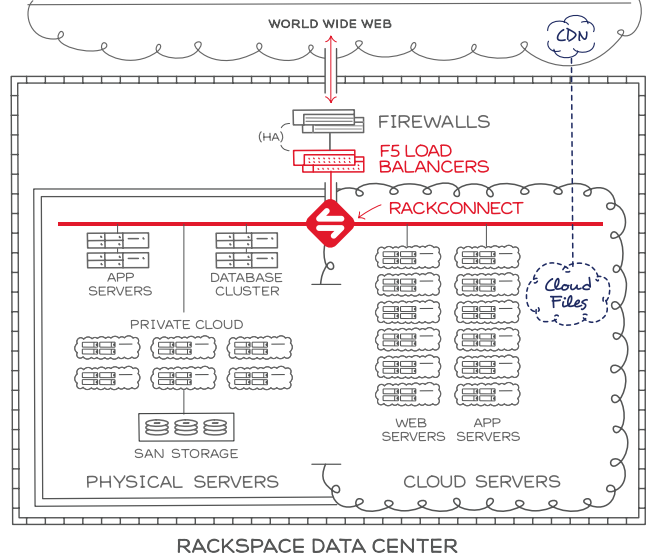 WORLD WIDE WEB
CDN
FIREWALLS
(HA)
F5 LOAD
BALANCERS
RACKCONNECT
APP
SERVERS
DATABASE
CLUSTER
Cloud
Files
PRIVATE CLOUD
WEB
SERVERS
APP
SERVERS
SAN STORAGE
PHYSICAL SERVERS
CLOUD SERVERS
RACKSPACE DATA CENTER